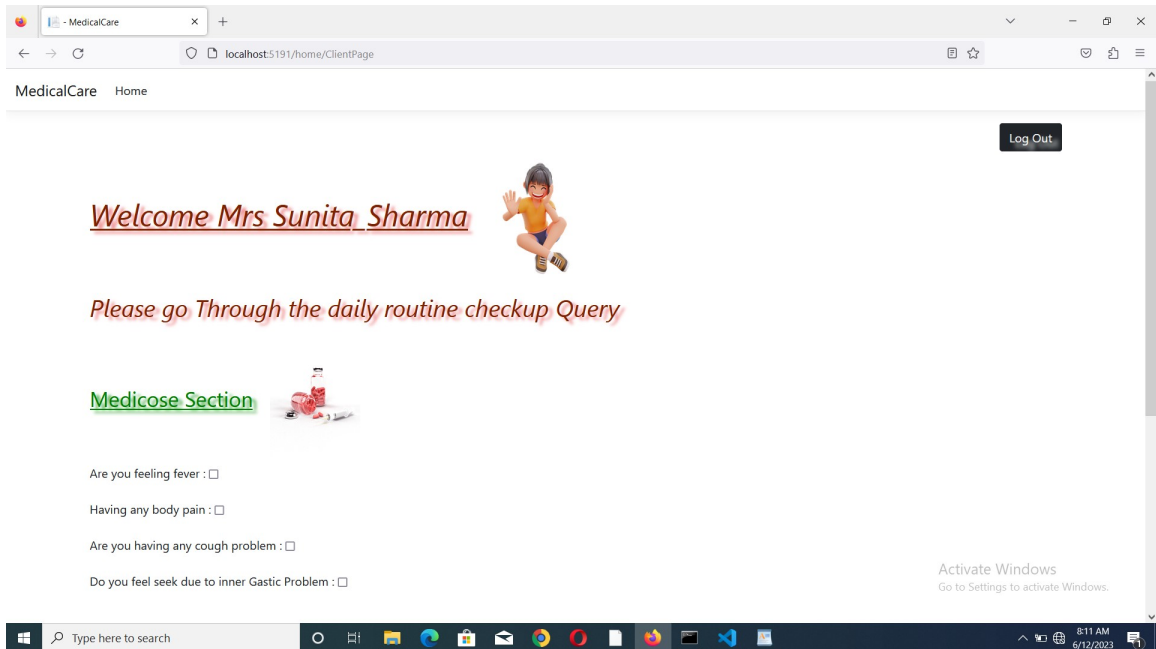 - MedicalCare
localhost:5191/home/ClientPage
MedicalCare Home
Log Out
Welcome Mrs Sunita Sharma
Please go Through the daily routine checkup Query
Medicose Section
Are you feeling fever :
Having any body pain :
Are you having any cough problem :
Do you feel seek due to inner Gastic Problem :
Activate Windows
Go to Settings to activate Windows.
Type here to search
8:11 AM
6/12/2023
1